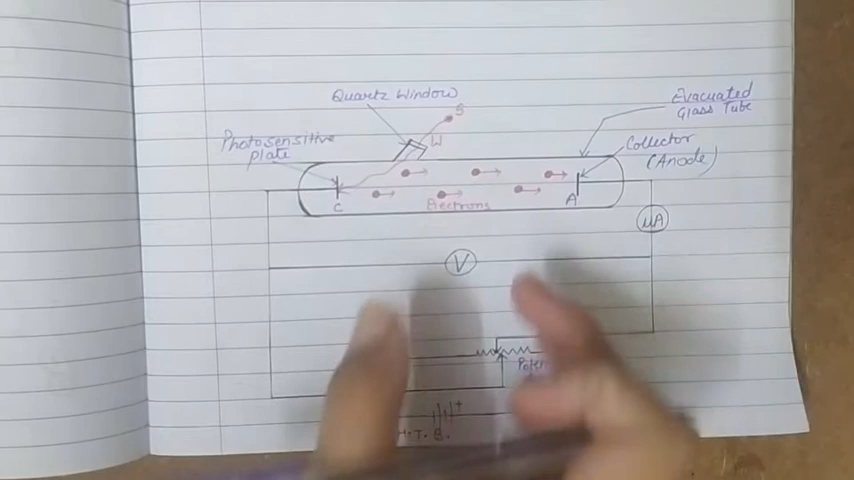 Quartz Window
S
Evacuated
Glass Tube
Photosensitive
plate
W
Collector
(Anode)
C
Electrons
A
µA
V
+
H.T.B.